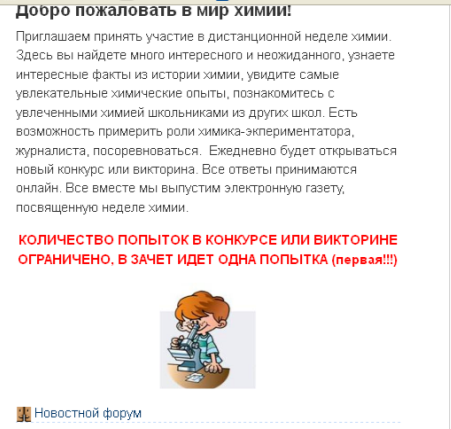 Добро пожаловать в мир химии!
Приглашаем принять участие в дистанционной неделе химии.
Здесь вы найдете много интересного и неожиданного, узнаете
интересные факты из истории химии, увидите самые
увлекательные химические опыты, познакомитесь с
увлеченными химией школьниками из других школ. Есть
возможность примерить роли химика-экпериментатора,
журналиста, посоревноваться. Ежедневно будет открываться
новый конкурс или викторина. Все ответы принимаются
онлайн. Все вместе мы выпустим электронную газету,
посвященную неделе химии.
КОЛИЧЕСТВО ПОПЫТОК В КОНКУРСЕ ИЛИ ВИКТОРИНЕ
ОГРАНИЧЕНО, В ЗАЧЕТ ИДЕТ ОДНА ПОПЫТКА (первая!!!)
Новостной форум